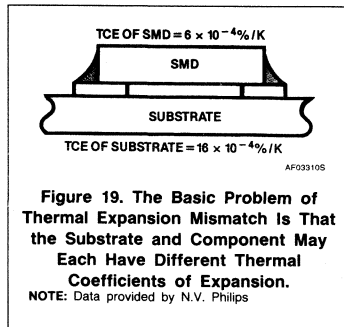 TCE OF SMD = 6 × 10⁻⁴%/K
SMD
SUBSTRATE
TCE OF SUBSTRATE = 16 × 10⁻⁴%/K
AF03310S
Figure 19. The Basic Problem of
Thermal Expansion Mismatch Is That
the Substrate and Component May
Each Have Different Thermal
Coefficients of Expansion.
NOTE: Data provided by N.V. Philips